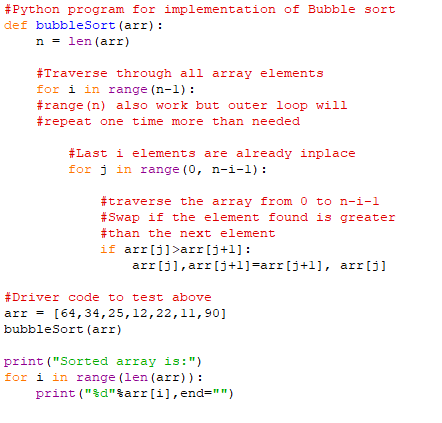 #Python program for implementation of Bubble sort
def bubbleSort(arr):
    n = len(arr)

    #Traverse through all array elements
    for i in range(n-1):
    #range(n) also work but outer loop will
    #repeat one time more than needed

        #Last i elements are already inplace
        for j in range(0, n-i-1):

            #traverse the array from 0 to n-i-1
            #Swap if the element found is greater
            #than the next element
            if arr[j]>arr[j+1]:
                arr[j],arr[j+1]=arr[j+1], arr[j]

#Driver code to test above
arr = [64,34,25,12,22,11,90]
bubbleSort(arr)

print("Sorted array is:")
for i in range(len(arr)):
    print("%d"%arr[i],end="")